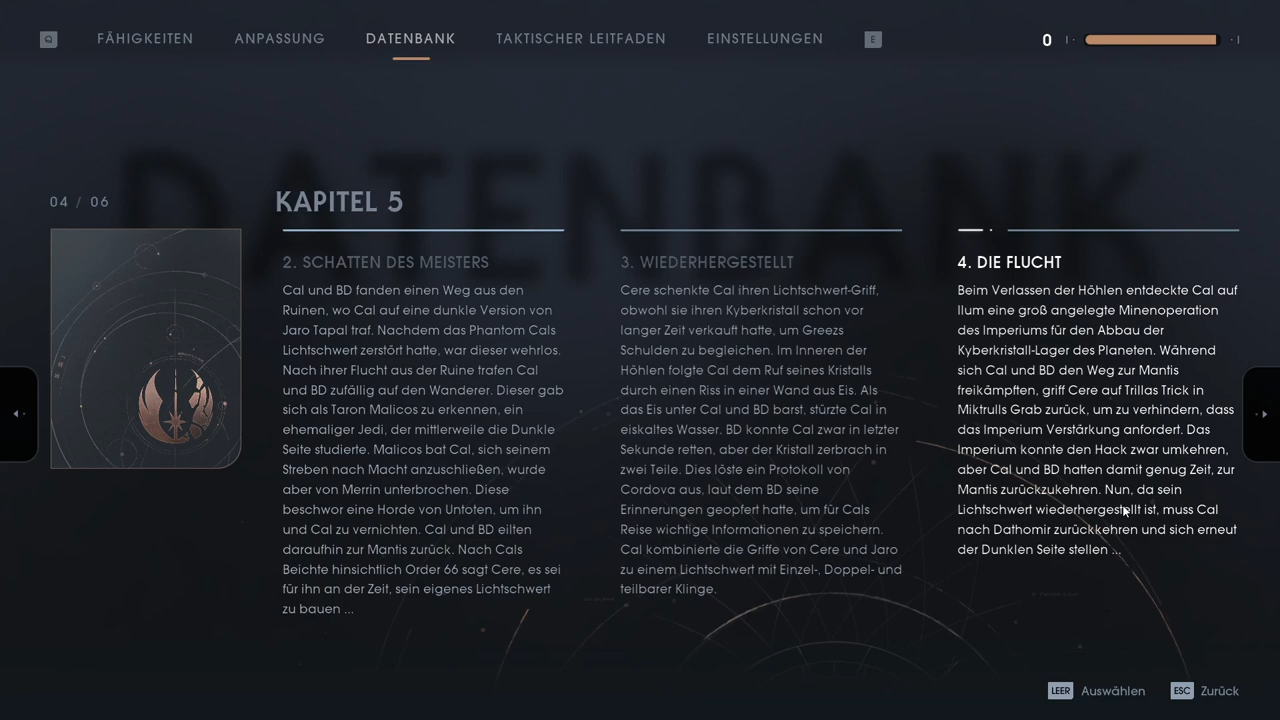 Q FÄHIGKEITEN ANPASSUNG DATENBANK TAKTISCHER LEITFADEN EINSTELLUNGEN E 0
DATENBANK
04 / 06
KAPITEL 5
2. SCHATTEN DES MEISTERS
Cal und BD fanden einen Weg aus den
Ruinen, wo Cal auf eine dunkle Version von
Jaro Tapal traf. Nachdem das Phantom Cals
Lichtschwert zerstört hatte, war dieser wehrlos.
Nach ihrer Flucht aus der Ruine trafen Cal
und BD zufällig auf den Wanderer. Dieser gab
sich als Taron Malicos zu erkennen, ein
ehemaliger Jedi, der mittlerweile die Dunkle
Seite studierte. Malicos bat Cal, sich seinem
Streben nach Macht anzuschließen, wurde
aber von Merrin unterbrochen. Diese
beschwor eine Horde von Untoten, um ihn
und Cal zu vernichten. Cal und BD eilten
daraufhin zur Mantis zurück. Nach Cals
Beichte hinsichtlich Order 66 sagt Cere, es sei
für ihn an der Zeit, sein eigenes Lichtschwert
zu bauen ...
3. WIEDERHERGESTELLT
Cere schenkte Cal ihren Lichtschwert-Griff,
obwohl sie ihren Kyberkristall schon vor
langer Zeit verkauft hatte, um Greezs
Schulden zu begleichen. Im Inneren der
Höhlen folgte Cal dem Ruf seines Kristalls
durch einen Riss in einer Wand aus Eis. Als
das Eis unter Cal und BD barst, stürzte Cal in
eiskaltes Wasser. BD konnte Cal zwar in letzter
Sekunde retten, aber der Kristall zerbrach in
zwei Teile. Dies löste ein Protokoll von
Cordova aus, laut dem BD seine
Erinnerungen geopfert hatte, um für Cals
Reise wichtige Informationen zu speichern.
Cal kombinierte die Griffe von Cere und Jaro
zu einem Lichtschwert mit Einzel-, Doppel- und
teilbarer Klinge.
4. DIE FLUCHT
Beim Verlassen der Höhlen entdeckte Cal auf
Ilum eine groß angelegte Minenoperation
des Imperiums für den Abbau der
Kyberkristall-Lager des Planeten. Während
sich Cal und BD den Weg zur Mantis
freikämpften, griff Cere auf Trillas Trick in
Miktrulls Grab zurück, um zu verhindern, dass
das Imperium Verstärkung anfordert. Das
Imperium konnte den Hack zwar umkehren,
aber Cal und BD hatten damit genug Zeit, zur
Mantis zurückzukehren. Nun, da sein
Lichtschwert wiederhergestellt ist, muss Cal
nach Dathomir zurückkehren und sich erneut
der Dunklen Seite stellen ...
LEER Auswählen ESC Zurück